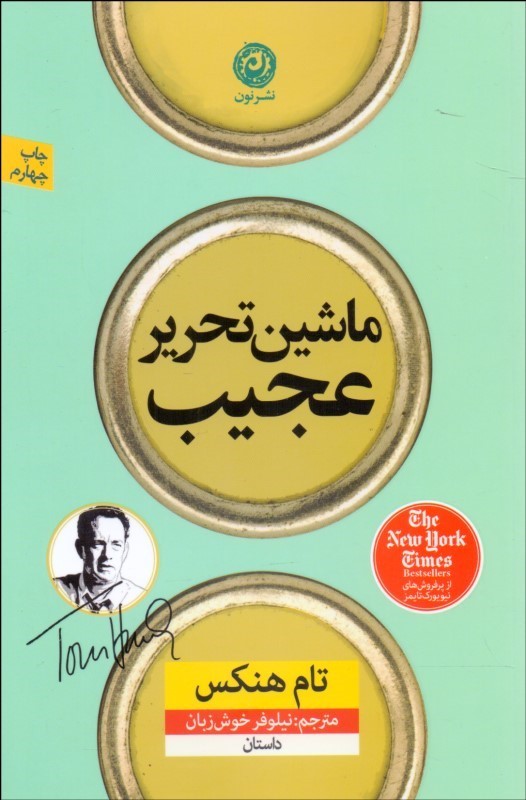 نشر نون
چاپ
چهارم
ماشین تحریر
عجیب
The
New York
Times
Bestsellers
از پرفروش‌های
نیویورک‌تایمز
Tom Hanks
تام هنکس
مترجم: نیلوفر خوش‌زبان
داستان